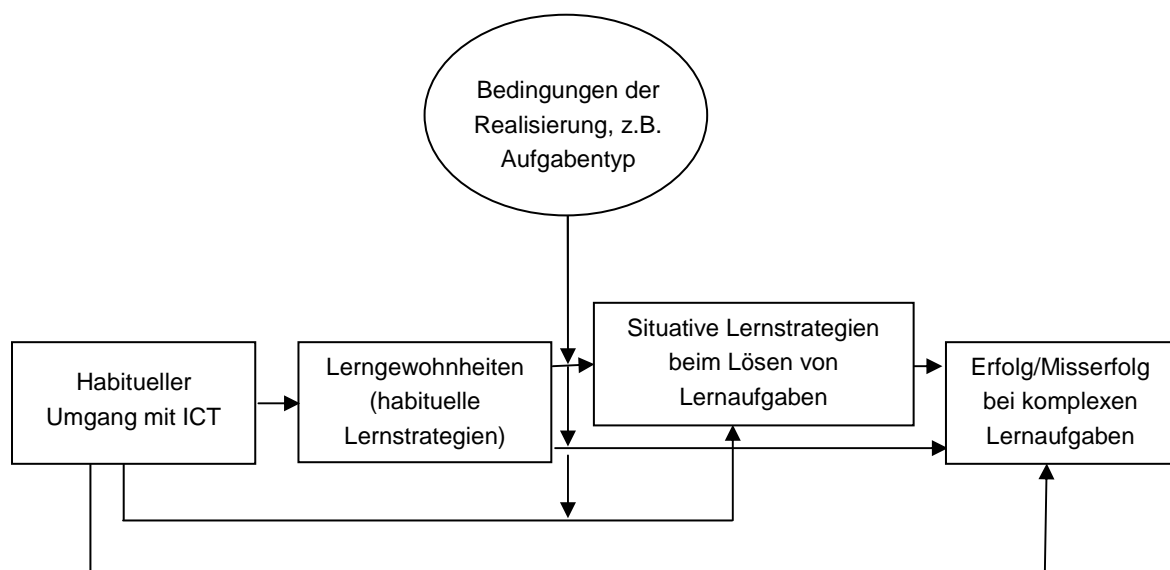 Bedingungen der
Realisierung, z.B.
Aufgabentyp
Habitueller
Umgang mit ICT
Lerngewohnheiten
(habituelle
Lernstrategien)
Situative Lernstrategien
beim Lösen von
Lernaufgaben
Erfolg/Misserfolg
bei komplexen
Lernaufgaben